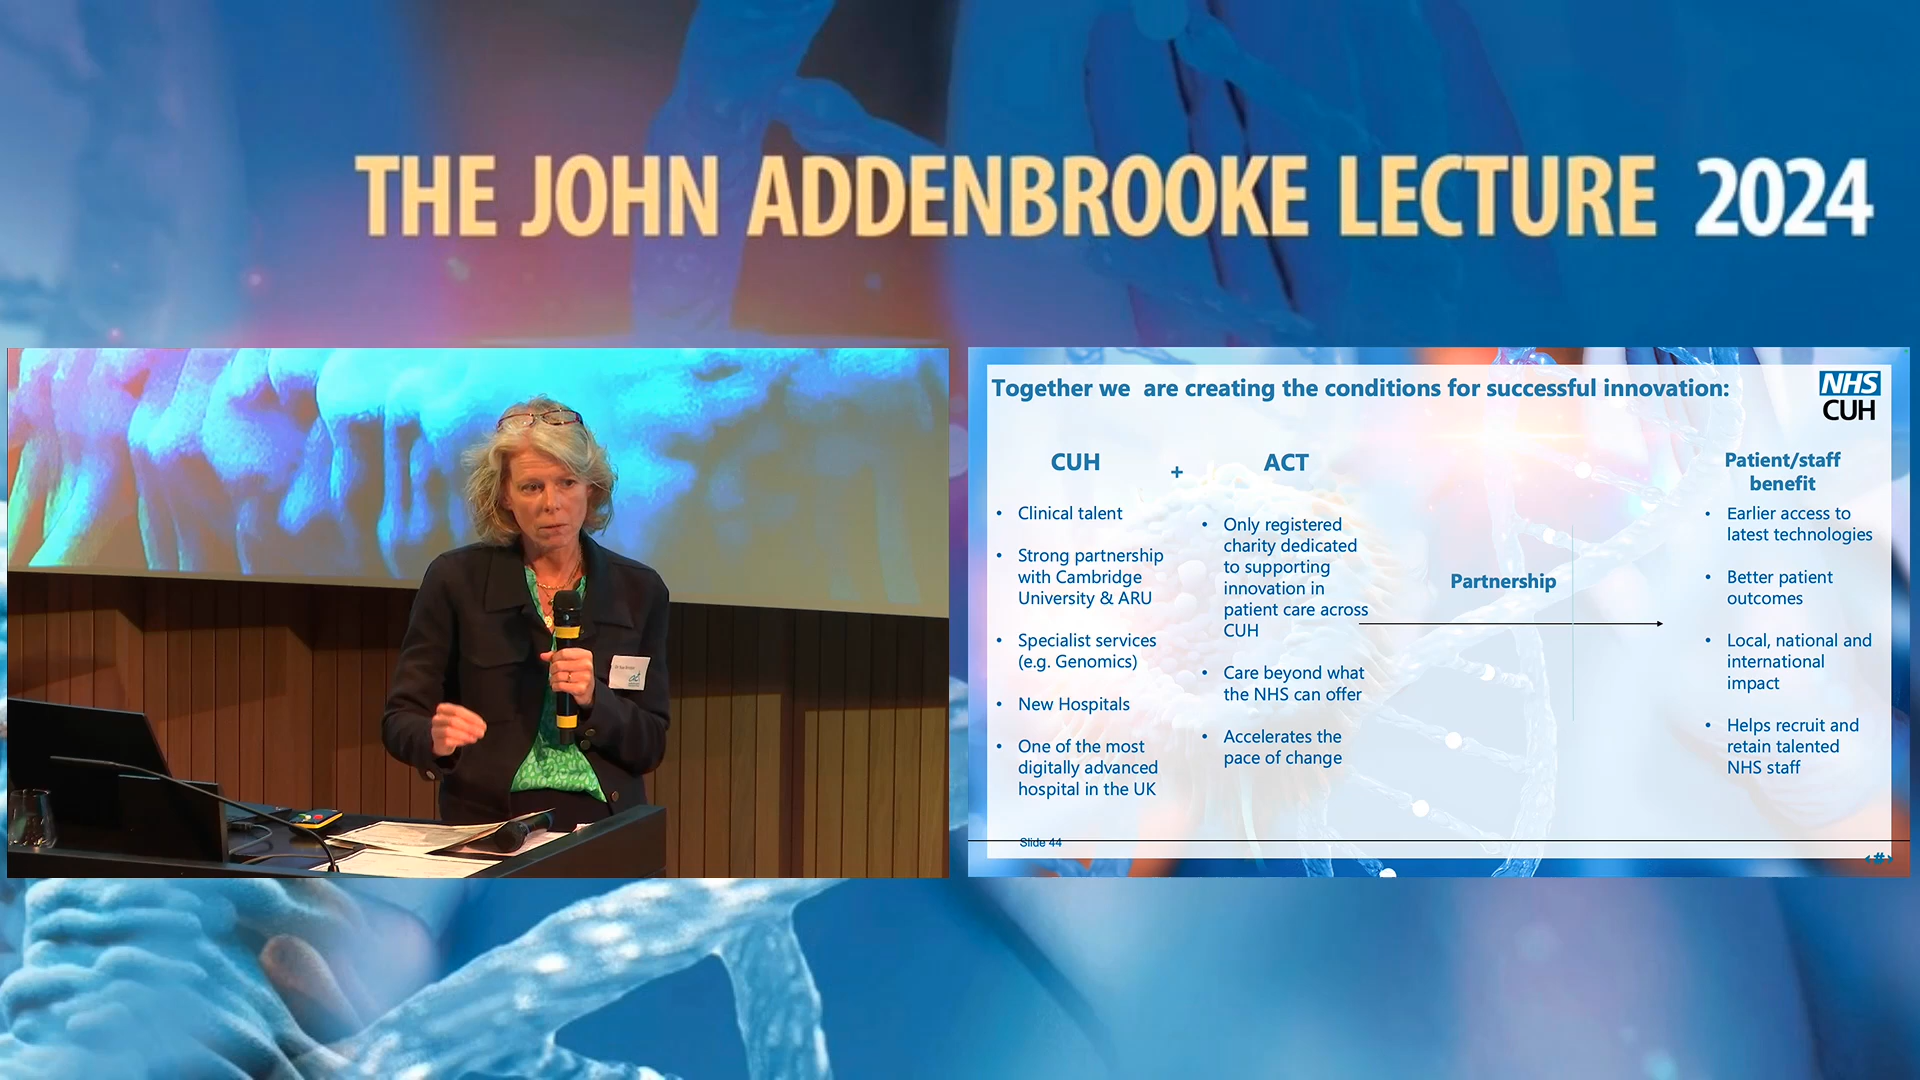 THE JOHN ADDENBROOKE LECTURE 2024
Together we are creating the conditions for successful innovation:
NHS
CUH
CUH
+
ACT
Patient/staff
benefit
• Clinical talent
• Strong partnership
with Cambridge
University & ARU
• Specialist services
(e.g. Genomics)
• New Hospitals
• One of the most
digitally advanced
hospital in the UK
• Only registered
charity dedicated
to supporting
innovation in
patient care across
CUH
• Care beyond what
the NHS can offer
• Accelerates the
pace of change
Partnership
• Earlier access to
latest technologies
• Better patient
outcomes
• Local, national and
international
impact
• Helps recruit and
retain talented
NHS staff
Slide 44
‹#›